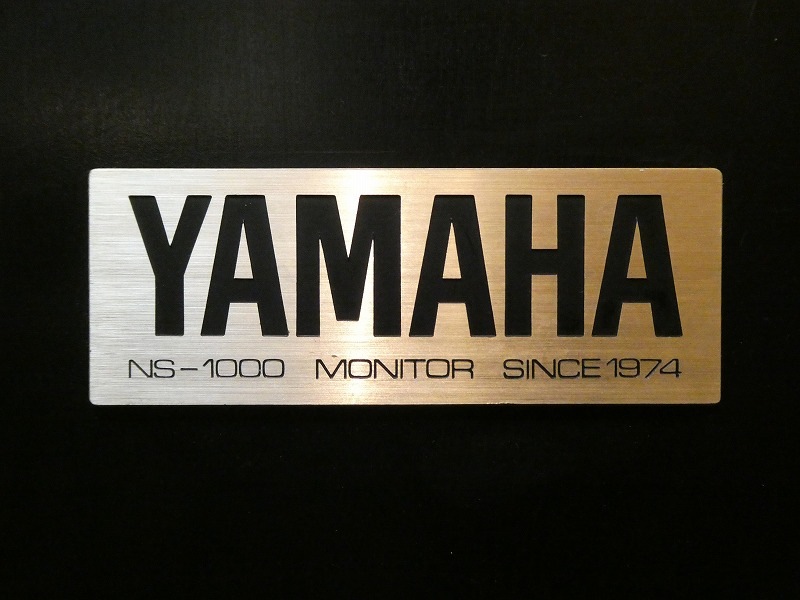 YAMAHA
NS-1000 MONITOR SINCE 1974